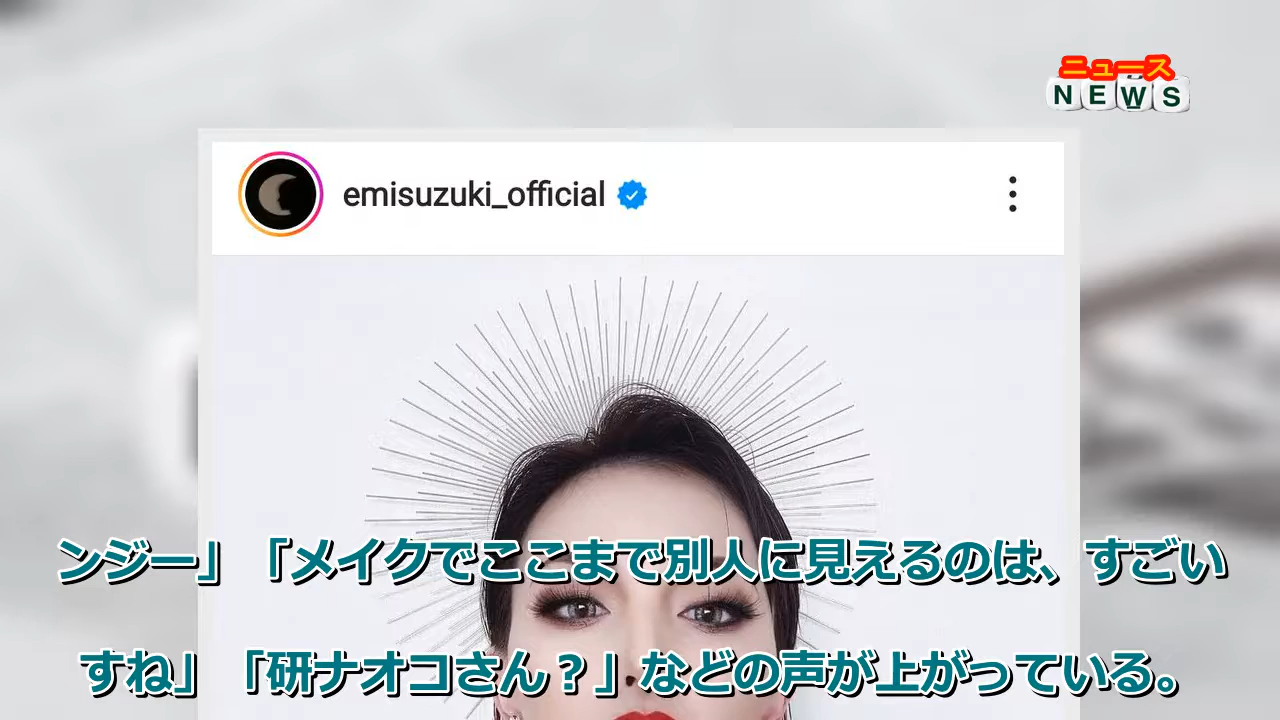 ニュース
NEWS
emisuzuki_official
ンジー」「メイクでここまで別人に見えるのは、すごい
すね」「研ナオコさん？」などの声が上がっている。